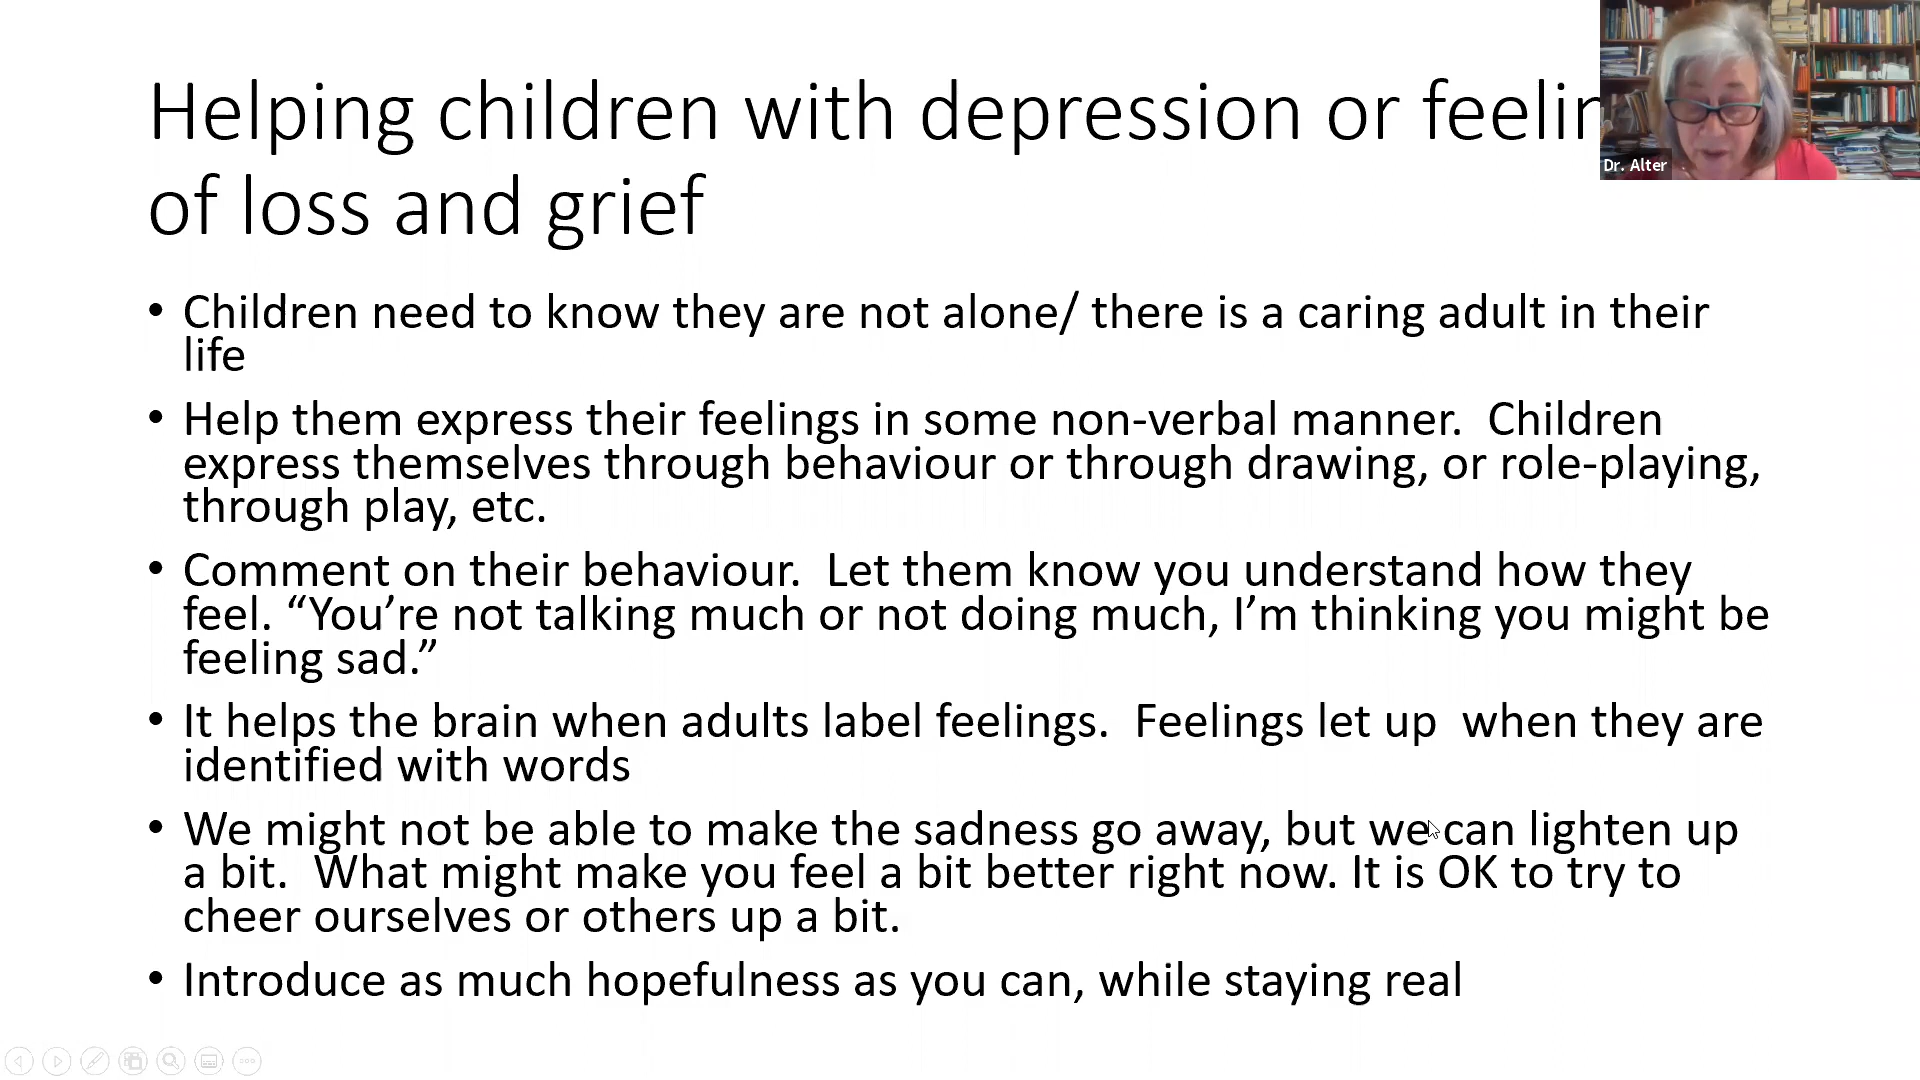 Helping children with depression or feelin
of loss and grief
Dr. Alter
• Children need to know they are not alone/ there is a caring adult in their
life
• Help them express their feelings in some non-verbal manner.  Children
express themselves through behaviour or through drawing, or role-playing,
through play, etc.
• Comment on their behaviour.  Let them know you understand how they
feel. “You’re not talking much or not doing much, I’m thinking you might be
feeling sad.”
• It helps the brain when adults label feelings.  Feelings let up  when they are
identified with words
• We might not be able to make the sadness go away, but we can lighten up
a bit.  What might make you feel a bit better right now. It is OK to try to
cheer ourselves or others up a bit.
• Introduce as much hopefulness as you can, while staying real